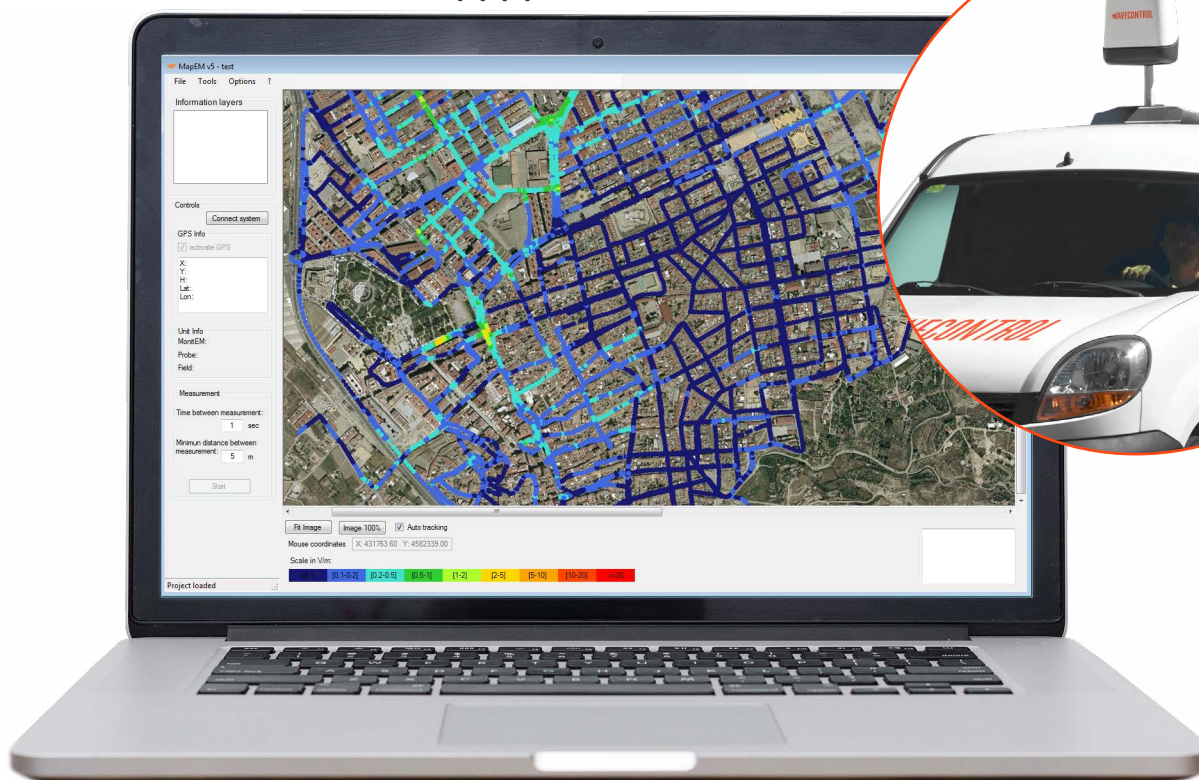 WAVECONTROL
MapEM v5 - test
File Tools Options ?
Information layers
Controls
Connect system
GPS Info
activate GPS
X:
Y:
H:
Lat:
Lon:
Unit Info
MonitEM:
Probe:
Field:
Measurement
Time between measurement:
1 sec
Minimun distance between
measurement: 5 m
Start
Fit Image Image 100% Auto tracking
Mouse coordinates X: 431763.60 Y: 4582339.00
Scale in V/m:
[0.1-0.2] [0.2-0.5] [0.5-1] [1-2] [2-5] [5-10] [10-20] >=20
Project loaded
WAVECONTROL